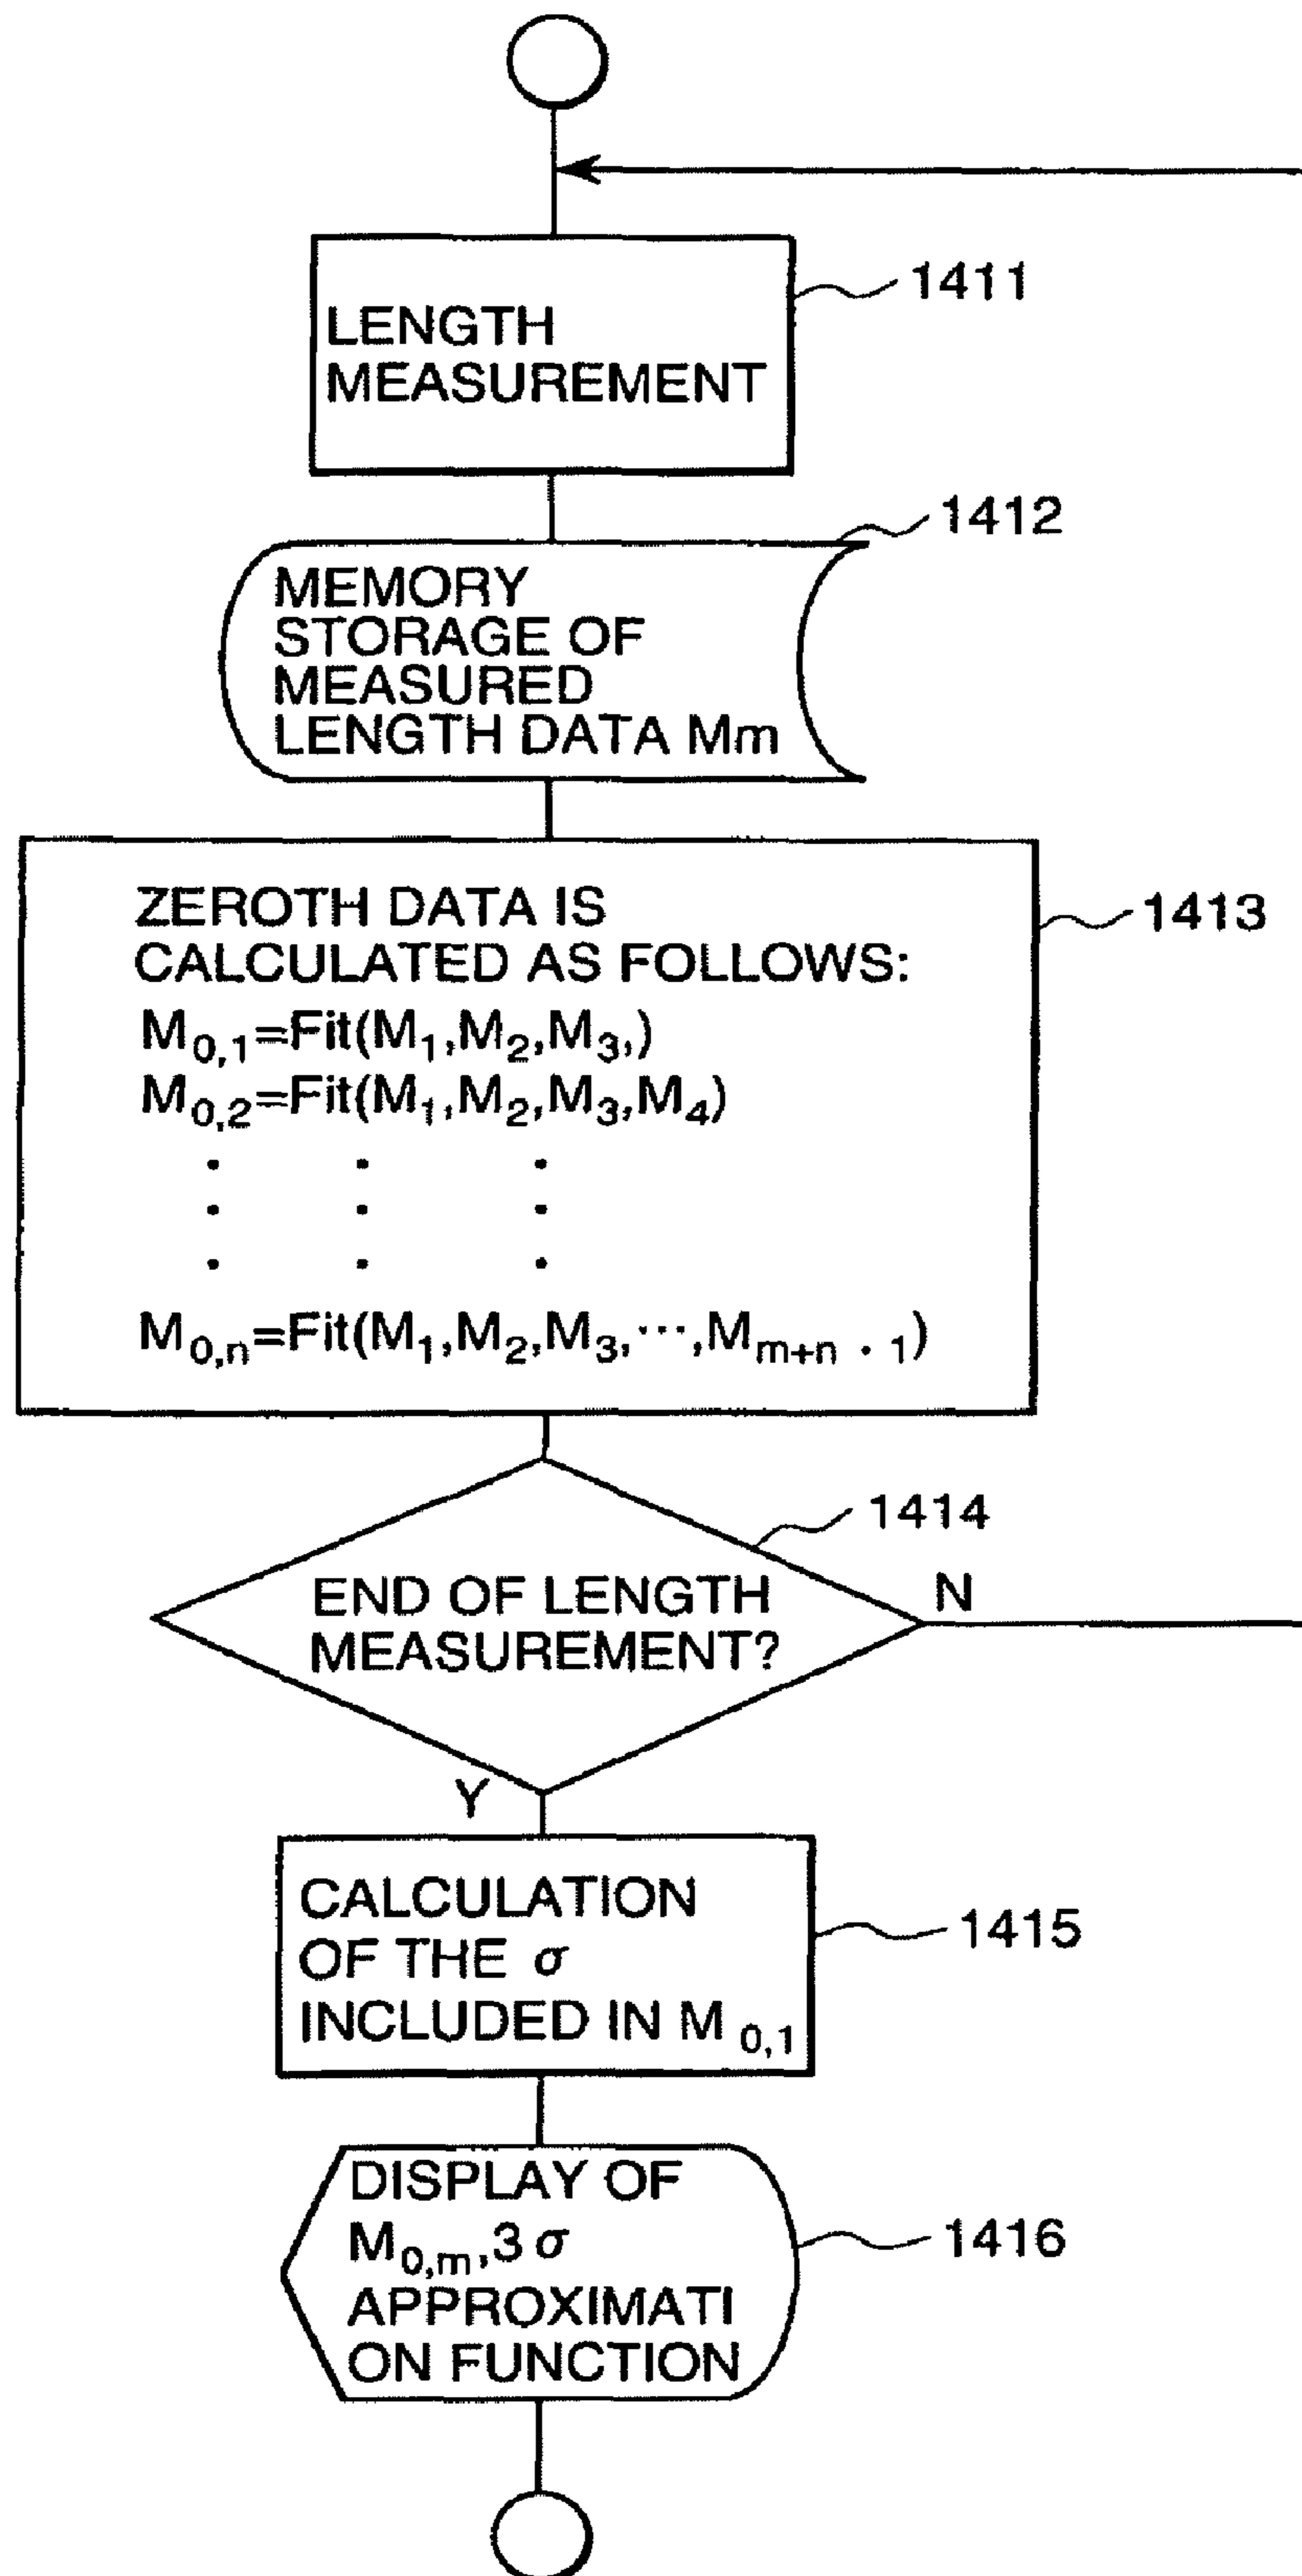 1411
LENGTH
MEASUREMENT
1412
MEMORY
STORAGE OF
MEASURED
LENGTH DATA Mm
1413
ZEROTH DATA IS
CALCULATED AS FOLLOWS:
M0,1=Fit(M1,M2,M3,)
M0,2=Fit(M1,M2,M3,M4)
. . .
. . .
. . .
M0,n=Fit(M1,M2,M3,···,Mm+n · 1)
1414
END OF LENGTH
MEASUREMENT?
N
Y
CALCULATION
OF THE σ
INCLUDED IN M 0,1
1415
DISPLAY OF
M0,m,3 σ
APPROXIMATI
ON FUNCTION
1416